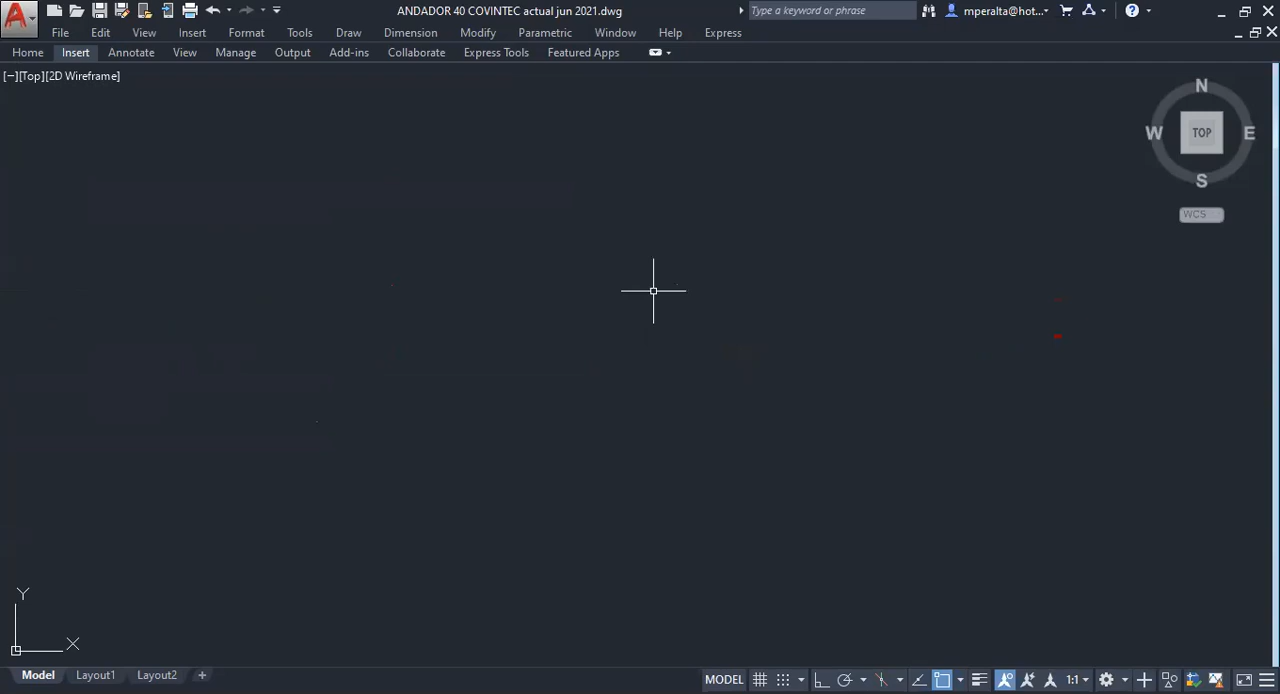 ANDADOR 40 COVINTEC actual jun 2021.dwg Type a keyword or phrase mperalta@hot...
File Edit View Insert Format Tools Draw Dimension Modify Parametric Window Help Express
Home Insert Annotate View Manage Output Add-ins Collaborate Express Tools Featured Apps
[−][Top][2D Wireframe]
N
W TOP E
S
WCS
Y
X
Model Layout1 Layout2 + MODEL 1:1